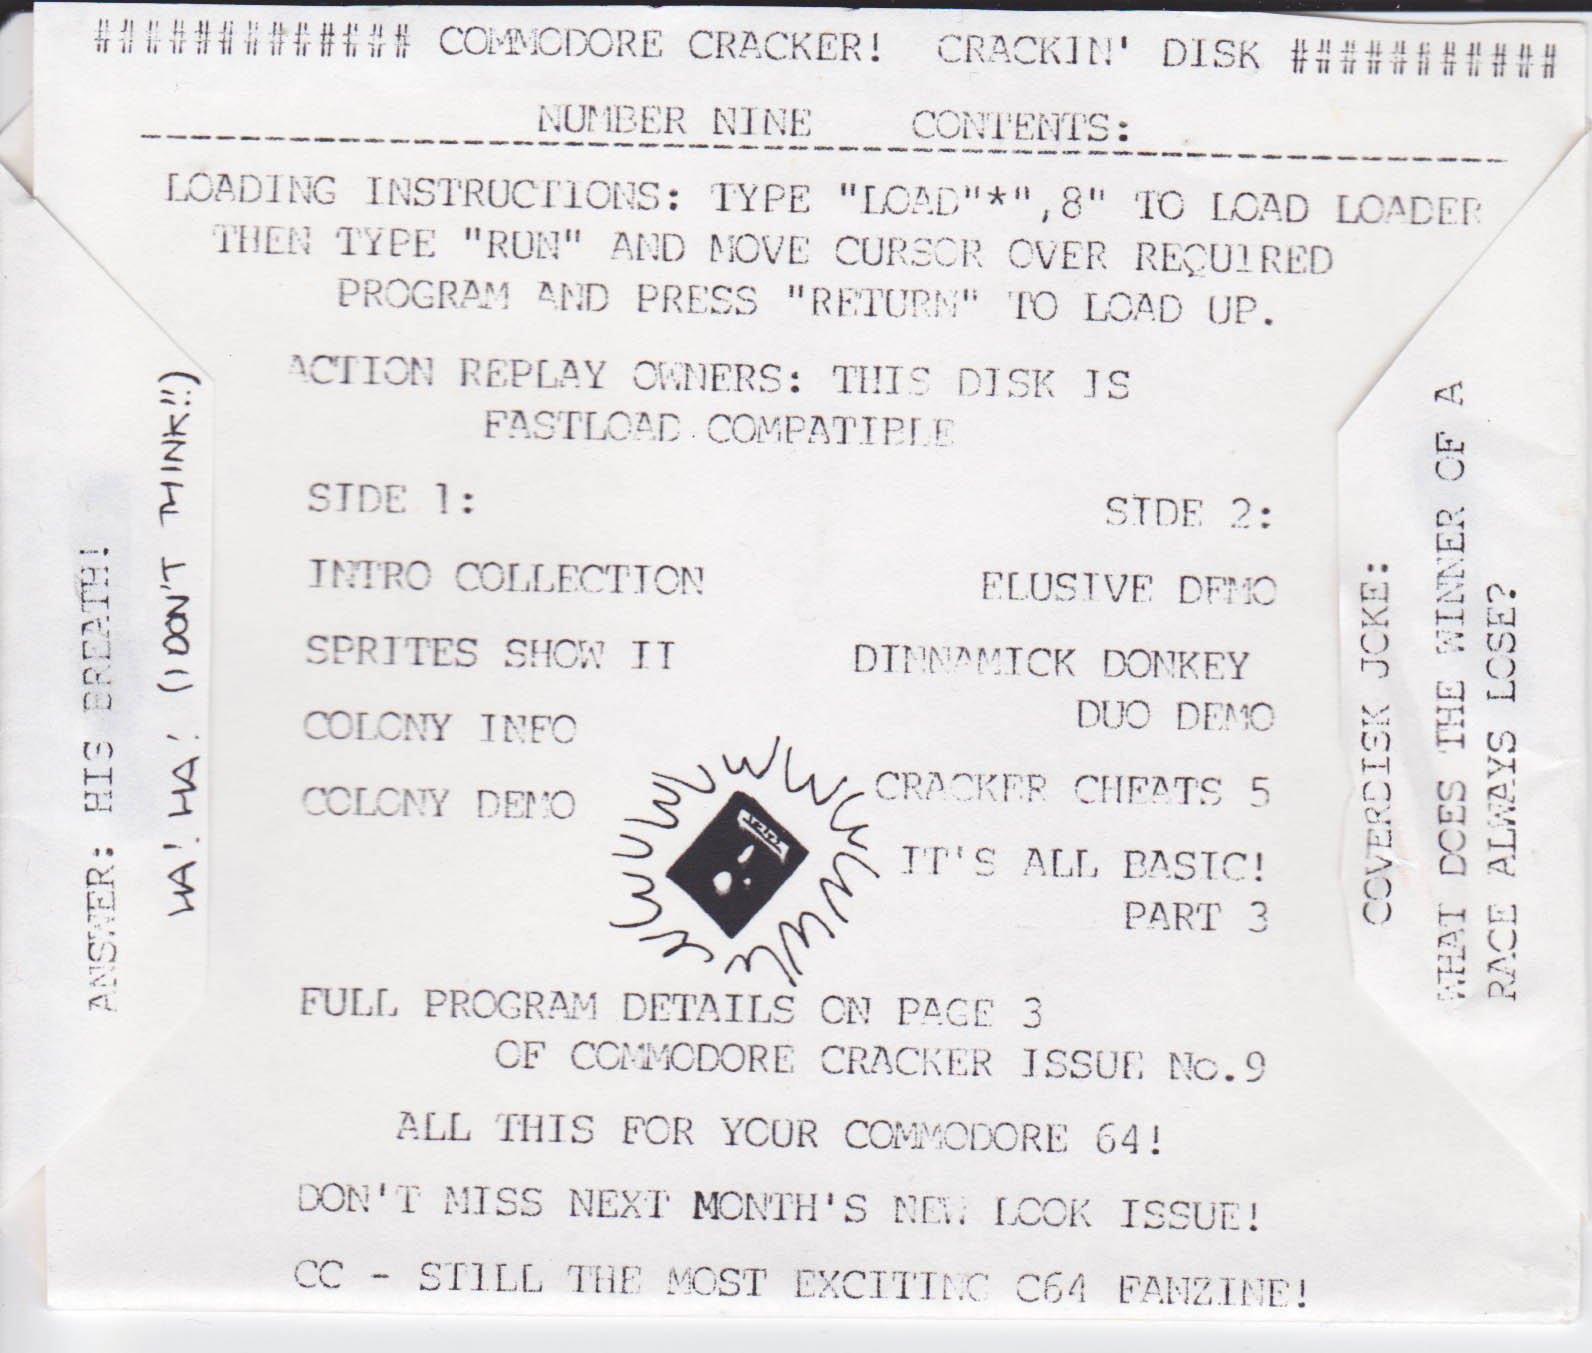 ############# COMMODORE CRACKER! CRACKIN' DISK ###########
NUMBER NINE CONTENTS:
LOADING INSTRUCTIONS: TYPE "LOAD"*",8" TO LOAD LOADER
THEN TYPE "RUN" AND MOVE CURSOR OVER REQU1RED
PROGRAM AND PRESS "RETURN" TO LOAD UP.
ACTION REPLAY OWNERS: THIS DISK IS
FASTLOAD COMPATIBLE
SIDE 1:
INTRO COLLECTION
SPRITES SHOW II
COLONY INFO
COLONY DEMO
SIDE 2:
ELUSIVE DEMO
DINNAMICK DONKEY
DUO DEMO
CRACKER CHEATS 5
IT'S ALL BASIC!
PART 3
FULL PROGRAM DETAILS ON PAGE 3
OF COMMODORE CRACKER ISSUE No.9
ALL THIS FOR YOUR COMMODORE 64!
DON'T MISS NEXT MONTH'S NEW LOOK ISSUE!
CC - ST1LL THE MOST EXCITING C64 FANZINE!
COVERDISK JOKE:
WHAT DOES THE WINNER OF A
RACE ALWAYS LOSE?
ANSWER: HIS BREATH!
HA! HA! (I DON'T THINK!!)